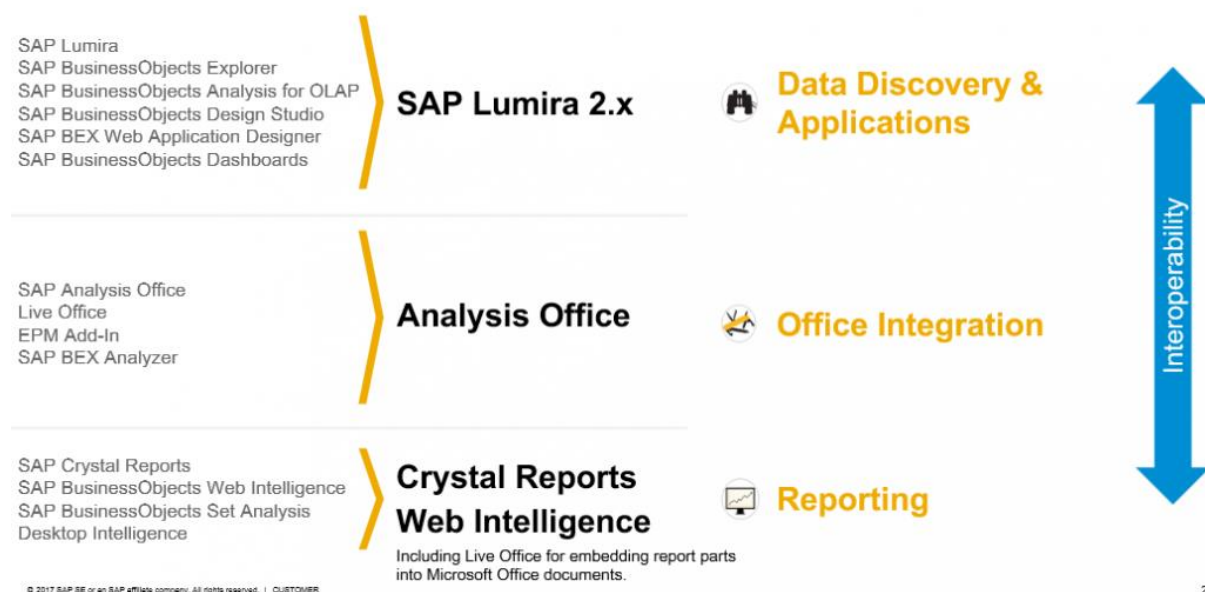 SAP Lumira
SAP BusinessObjects Explorer
SAP BusinessObjects Analysis for OLAP
SAP BusinessObjects Design Studio
SAP BEX Web Application Designer
SAP BusinessObjects Dashboards
SAP Lumira 2.x
Data Discovery &
Applications
SAP Analysis Office
Live Office
EPM Add-In
SAP BEX Analyzer
Analysis Office
Office Integration
SAP Crystal Reports
SAP BusinessObjects Web Intelligence
SAP BusinessObjects Set Analysis
Desktop Intelligence
Crystal Reports
Web Intelligence
Including Live Office for embedding report parts
into Microsoft Office documents.
Reporting
Interoperability
© 2017 SAP SE or an SAP affiliate company. All rights reserved. | CUSTOMER